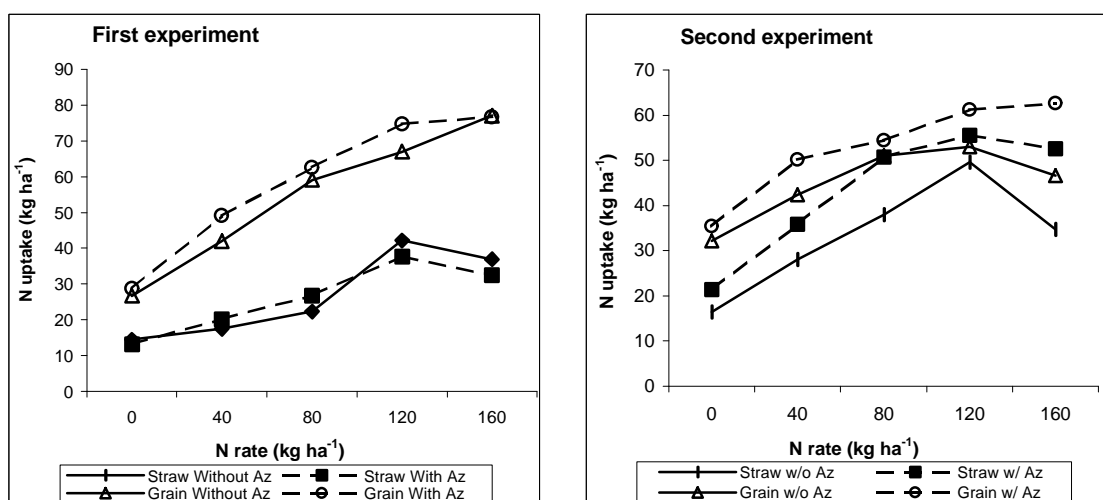 First experiment
N uptake (kg ha⁻¹)
90
80
70
60
50
40
30
20
10
0
0 40 80 120 160
N rate (kg ha⁻¹)
Straw Without Az Straw With Az
Grain Without Az Grain With Az
Second experiment
N uptake (kg ha⁻¹)
70
60
50
40
30
20
10
0
0 40 80 120 160
N rate (kg ha⁻¹)
Straw w/o Az Straw w/ Az
Grain w/o Az Grain w/ Az